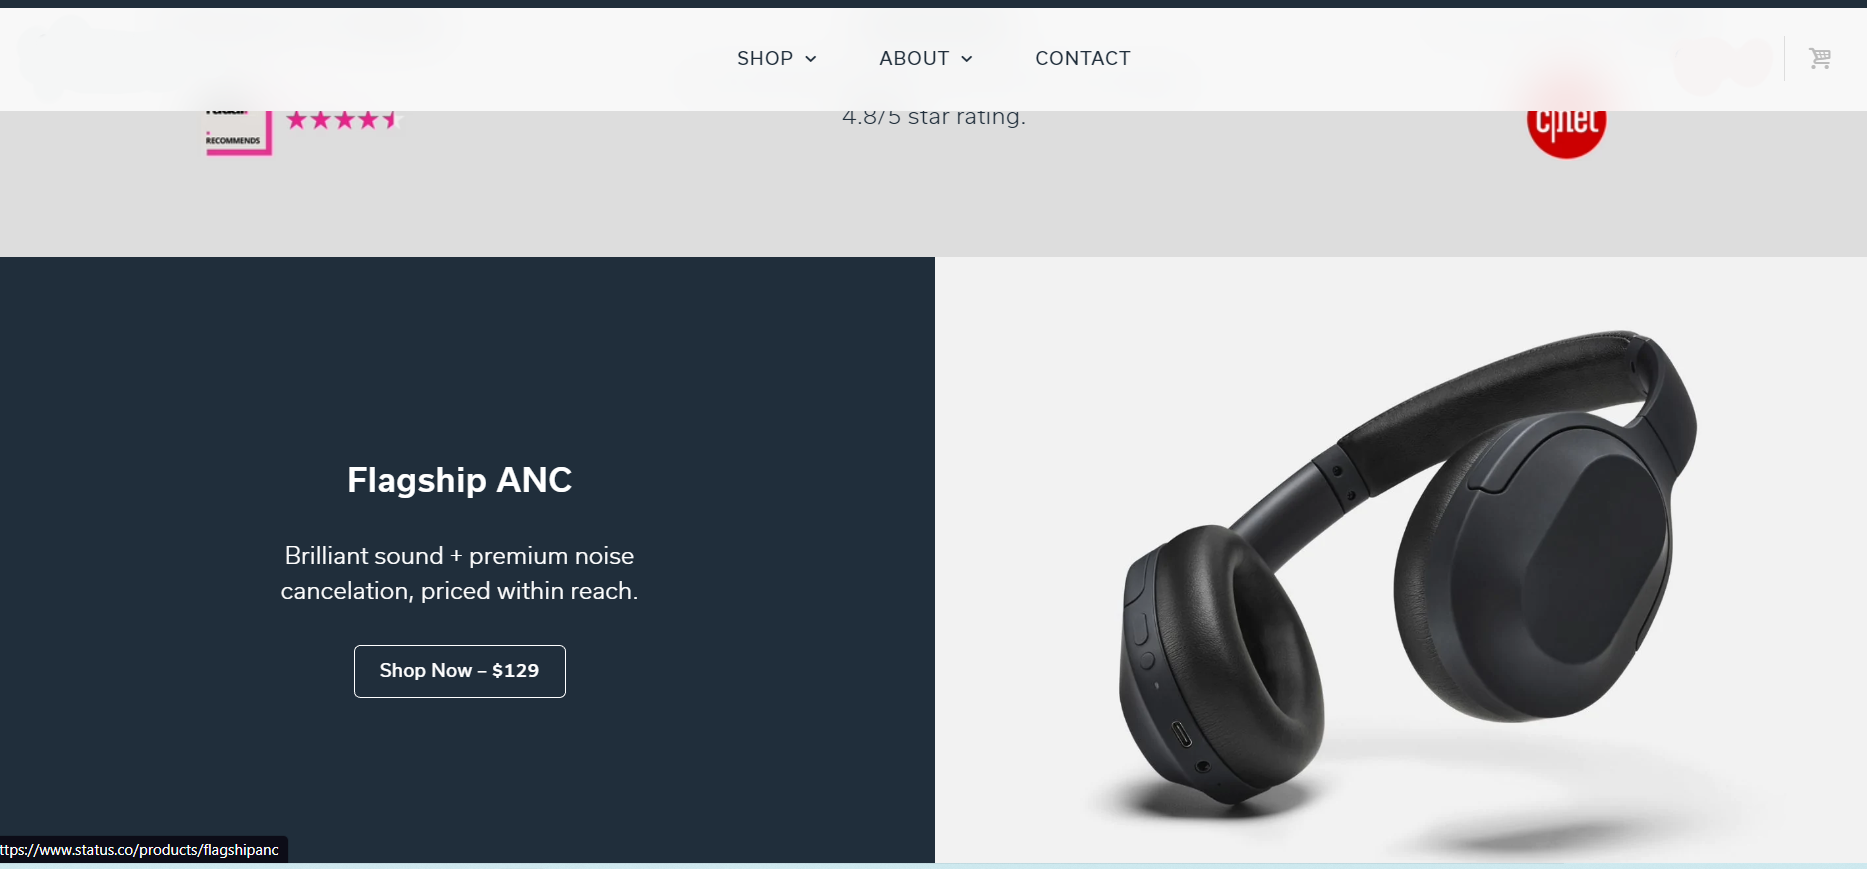 SHOP
ABOUT
CONTACT
RECOMMENDS
4.8/5 star rating.
cnet
Flagship ANC
Brilliant sound + premium noise
cancelation, priced within reach.
Shop Now – $129
ttps://www.status.co/products/flagshipanc